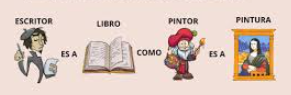 ESCRITOR LIBRO PINTOR PINTURA
ES A COMO ES A